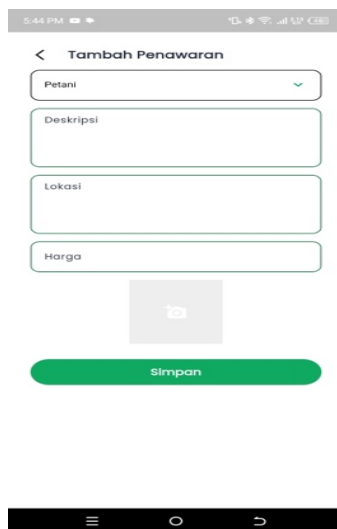 5:44 PM
Tambah Penawaran
Petani
Deskripsi
Lokasi
Harga
Simpan